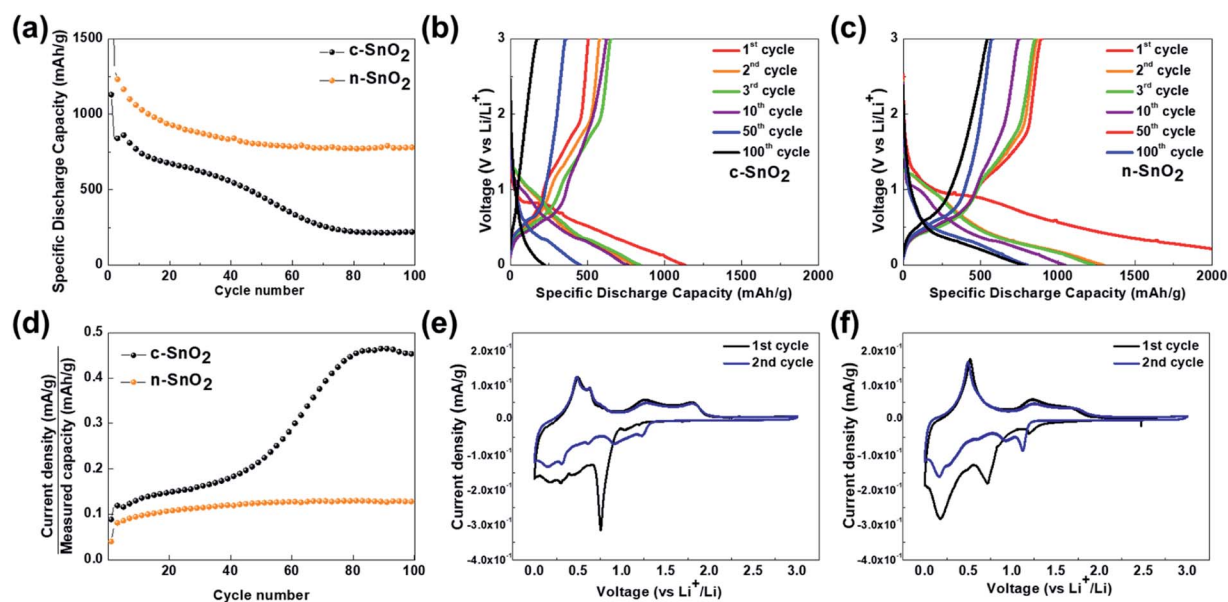 (a)
1500
1000
500
0
0 20 40 60 80 100
Specific Discharge Capacity (mAh/g)
Cycle number
c-SnO₂
n-SnO₂
(b)
3
2
1
0
0 500 1000 1500 2000
Voltage (V vs Li/Li⁺)
Specific Discharge Capacity (mAh/g)
1ˢᵗ cycle
2ⁿᵈ cycle
3ʳᵈ cycle
10ᵗʰ cycle
50ᵗʰ cycle
100ᵗʰ cycle
c-SnO₂
(c)
3
2
1
0
0 500 1000 1500 2000
Voltage (V vs Li/Li⁺)
Specific Discharge Capacity (mAh/g)
1ˢᵗ cycle
2ⁿᵈ cycle
3ʳᵈ cycle
10ᵗʰ cycle
50ᵗʰ cycle
100ᵗʰ cycle
n-SnO₂
(d)
0.5
0.4
0.3
0.2
0.1
0.0
0 20 40 60 80 100
Current density (mA/g)
Measured capacity (mAh/g)
Cycle number
c-SnO₂
n-SnO₂
(e)
2.0x10⁻¹
1.0x10⁻¹
0.0
-1.0x10⁻¹
-2.0x10⁻¹
-3.0x10⁻¹
-4.0x10⁻¹
0.0 0.5 1.0 1.5 2.0 3.0
Current density (mA/g)
Voltage (vs Li⁺/Li)
1st cycle
2nd cycle
(f)
2.0x10⁻¹
1.0x10⁻¹
0.0
-1.0x10⁻¹
-2.0x10⁻¹
-3.0x10⁻¹
-4.0x10⁻¹
0.0 0.5 1.0 1.5 2.0 3.0
Current density (mA/g)
Voltage (vs Li⁺/Li)
1st cycle
2nd cycle